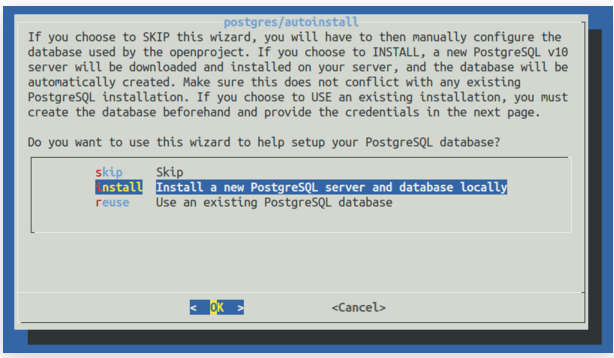 postgres/autoinstall
If you choose to SKIP this wizard, you will have to then manually configure the
database used by the openproject. If you choose to INSTALL, a new PostgreSQL v10
server will be downloaded and installed on your server, and the database will be
automatically created. Make sure this does not conflict with any existing
PostgreSQL installation. If you choose to USE an existing installation, you must
create the database beforehand and provide the credentials in the next page.
Do you want to use this wizard to help setup your PostgreSQL database?
skip Skip
install Install a new PostgreSQL server and database locally
reuse Use an existing PostgreSQL database
< OK > <Cancel>